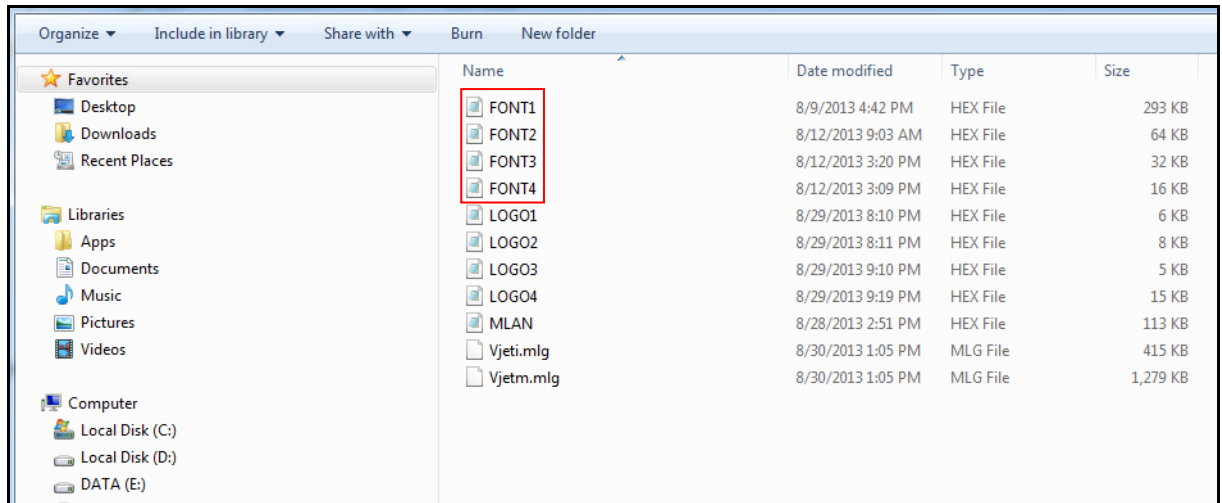 Organize Include in library Share with Burn New folder
Favorites
Desktop
Downloads
Recent Places
Libraries
Apps
Documents
Music
Pictures
Videos
Computer
Local Disk (C:)
Local Disk (D:)
DATA (E:)
Name Date modified Type Size
FONT1 8/9/2013 4:42 PM HEX File 293 KB
FONT2 8/12/2013 9:03 AM HEX File 64 KB
FONT3 8/12/2013 3:20 PM HEX File 32 KB
FONT4 8/12/2013 3:09 PM HEX File 16 KB
LOGO1 8/29/2013 8:10 PM HEX File 6 KB
LOGO2 8/29/2013 8:11 PM HEX File 8 KB
LOGO3 8/29/2013 9:10 PM HEX File 5 KB
LOGO4 8/29/2013 9:19 PM HEX File 15 KB
MLAN 8/28/2013 2:51 PM HEX File 113 KB
Vjeti.mlg 8/30/2013 1:05 PM MLG File 415 KB
Vjetm.mlg 8/30/2013 1:05 PM MLG File 1,279 KB